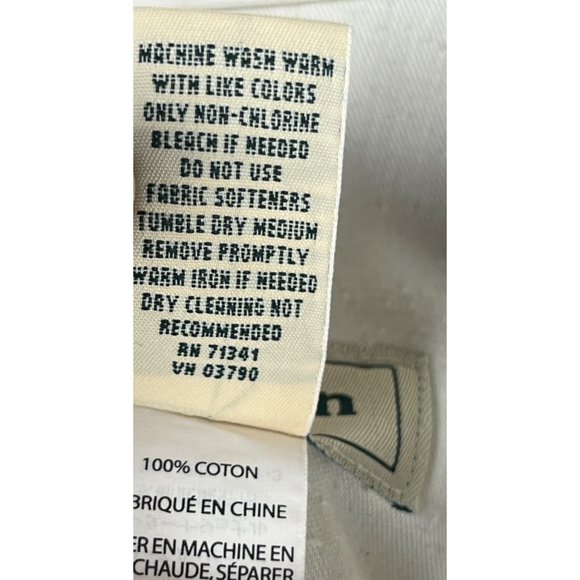 MACHINE WASH WARM
WITH LIKE COLORS
ONLY NON-CHLORINE
BLEACH IF NEEDED
DO NOT USE
FABRIC SOFTENERS
TUMBLE DRY MEDIUM
REMOVE PROMPTLY
WARM IRON IF NEEDED
DRY CLEANING NOT
RECOMMENDED
RN 71341
VN 03790
n
100% COTON
BRIQUÉ EN CHINE
ER EN MACHINE EN
CHAUDE, SÉPARER